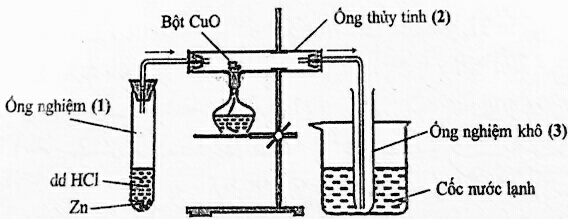 Bột CuO
Ống thủy tinh (2)
Ống nghiệm (1)
dd HCl
Zn
Ống nghiệm khô (3)
Cốc nước lạnh